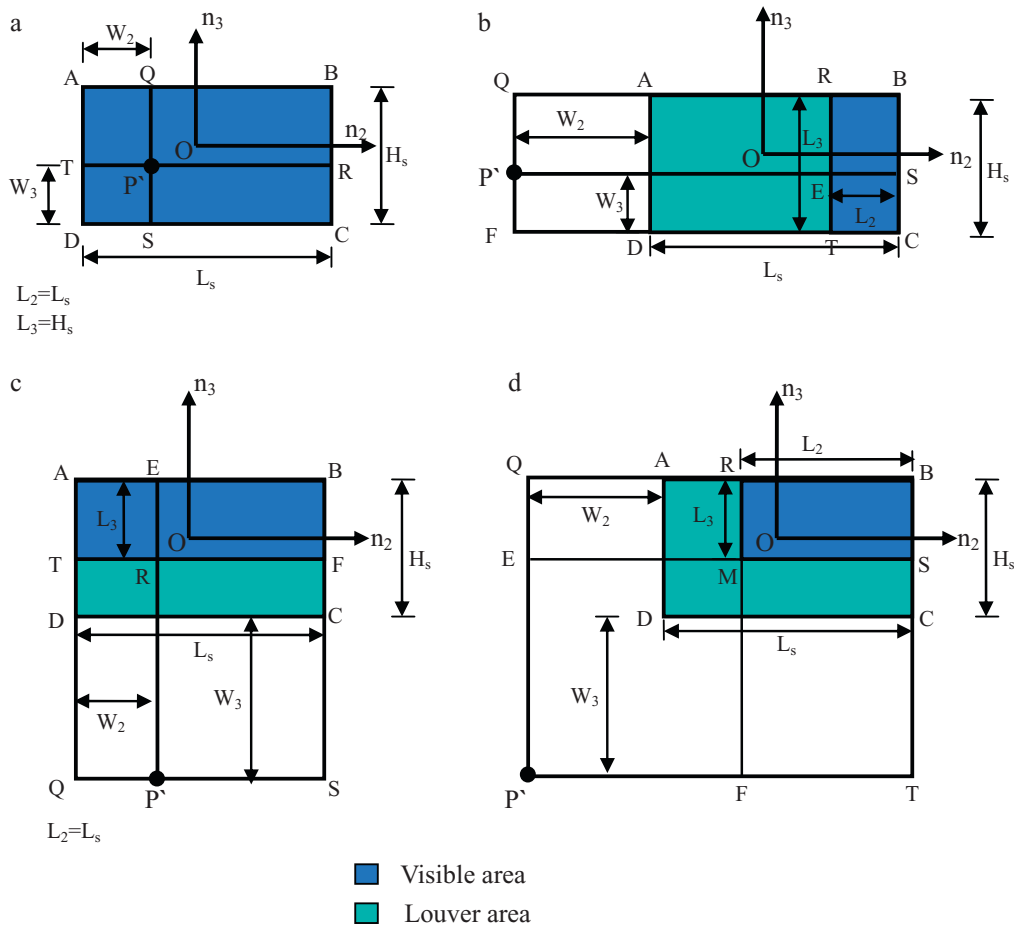 a
n₃
W₂
A Q B
O n₂
Hₛ
T P` R
W₃
D S C
Lₛ
L₂=Lₛ
L₃=Hₛ
b
n₃
Q A R B
W₂ L₃
O n₂
Hₛ
P` S
W₃ E L₂
F D T C
Lₛ
c
n₃
A E B
L₃
O n₂
Hₛ
T R F
D C
Lₛ
W₃
W₂
Q P` S
L₂=Lₛ
d
n₃
L₂
Q A R B
W₂ L₃
O n₂
Hₛ
E M S
D C
Lₛ
W₃
P` F T
Visible area
Louver area